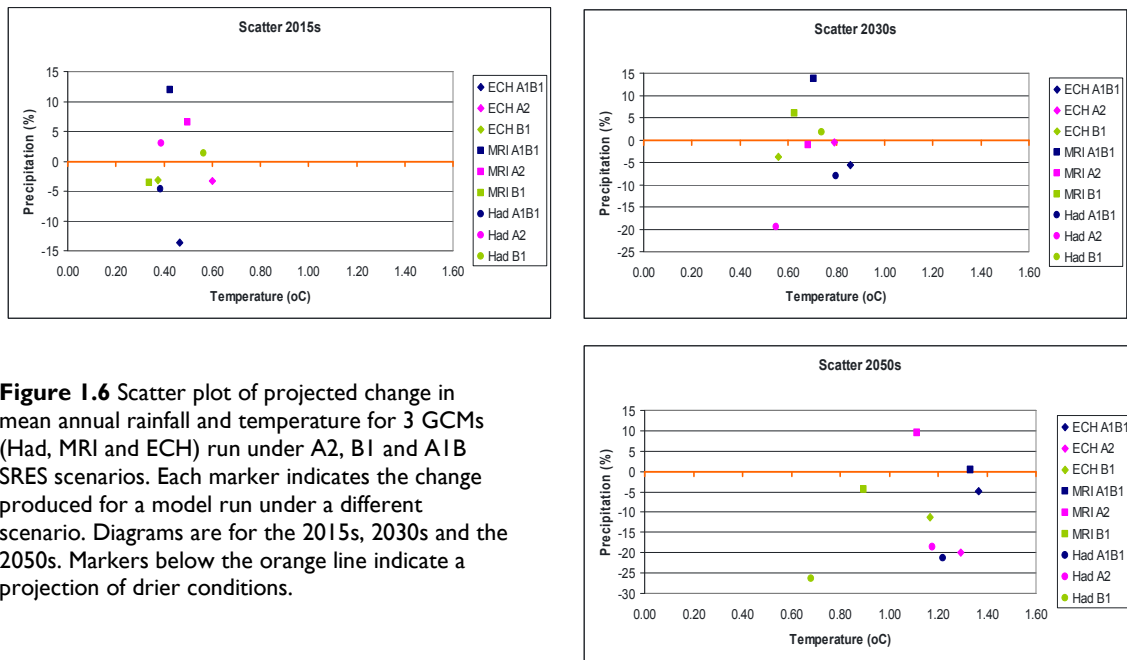 Scatter 2015s
15
10
5
0
-5
-10
-15
Precipitation (%)
0.00 0.20 0.40 0.60 0.80 1.00 1.20 1.40 1.60
Temperature (oC)
ECH A1B1
ECH A2
ECH B1
MRI A1B1
MRI A2
MRI B1
Had A1B1
Had A2
Had B1
Scatter 2030s
15
10
5
0
-5
-10
-15
-20
-25
Precipitation (%)
0.00 0.20 0.40 0.60 0.80 1.00 1.20 1.40 1.60
Temperature (oC)
ECH A1B1
ECH A2
ECH B1
MRI A1B1
MRI A2
MRI B1
Had A1B1
Had A2
Had B1
Figure 1.6 Scatter plot of projected change in
mean annual rainfall and temperature for 3 GCMs
(Had, MRI and ECH) run under A2, B1 and A1B
SRES scenarios. Each marker indicates the change
produced for a model run under a different
scenario. Diagrams are for the 2015s, 2030s and the
2050s. Markers below the orange line indicate a
projection of drier conditions.
Scatter 2050s
15
10
5
0
-5
-10
-15
-20
-25
-30
Precipitation (%)
0.00 0.20 0.40 0.60 0.80 1.00 1.20 1.40 1.60
Temperature (oC)
ECH A1B1
ECH A2
ECH B1
MRI A1B1
MRI A2
MRI B1
Had A1B1
Had A2
Had B1